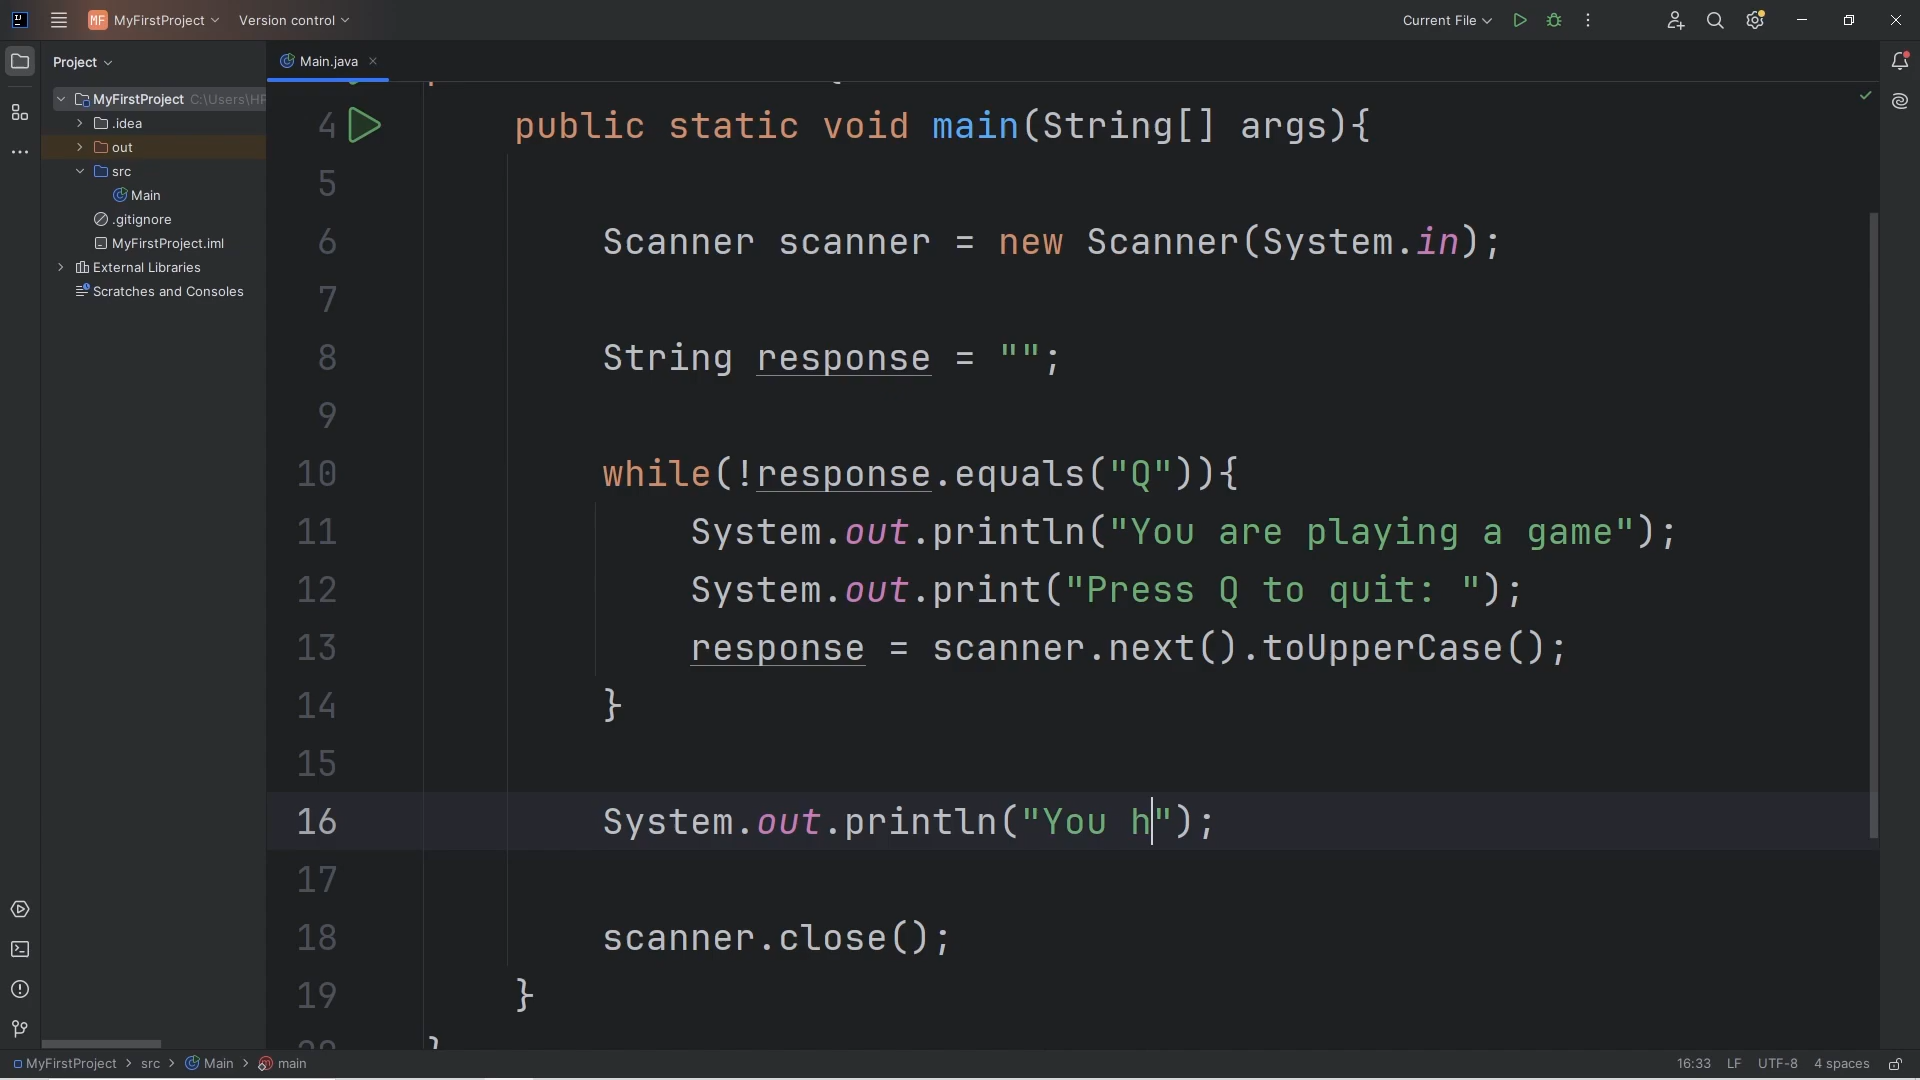 MF MyFirstProject Version control Current File
Project Main.java
MyFirstProject C:\Users\HP
.idea
out
src
Main
.gitignore
MyFirstProject.iml
External Libraries
Scratches and Consoles
4 public static void main(String[] args){
5
6 Scanner scanner = new Scanner(System.in);
7
8 String response = "";
9
10 while(!response.equals("Q")){
11 System.out.println("You are playing a game");
12 System.out.print("Press Q to quit: ");
13 response = scanner.next().toUpperCase();
14 }
15
16 System.out.println("You h");
17
18 scanner.close();
19 }
MyFirstProject > src > Main > main 16:33 LF UTF-8 4 spaces